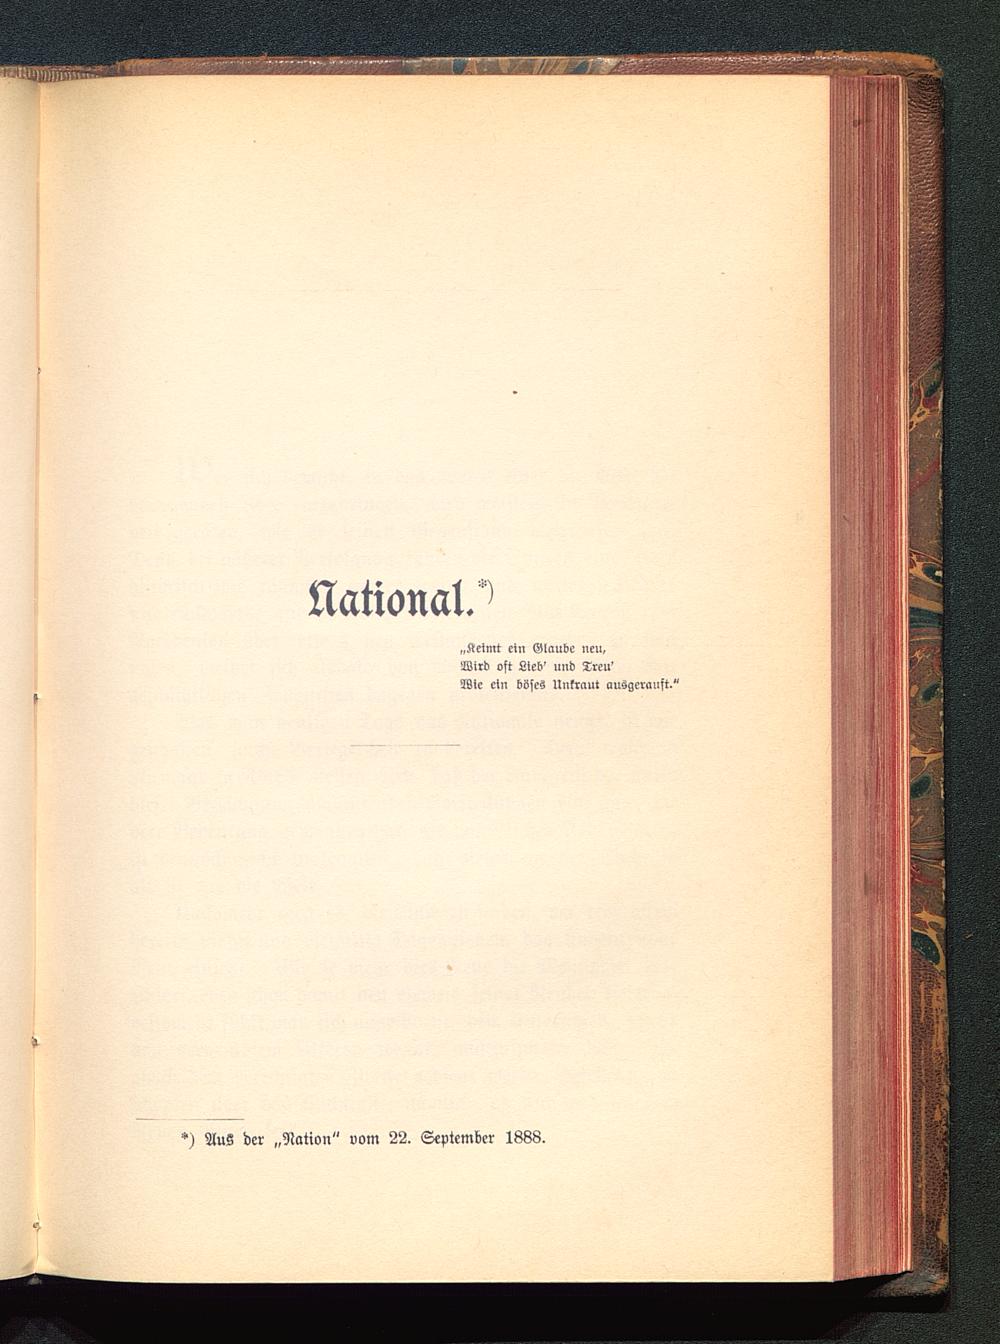 National.*)
„Keimt ein Glaube neu,
Wird oft Lieb' und Treu'
Wie ein böses Unkraut ausgerauft.“
*) Aus der „Nation“ vom 22. September 1888.